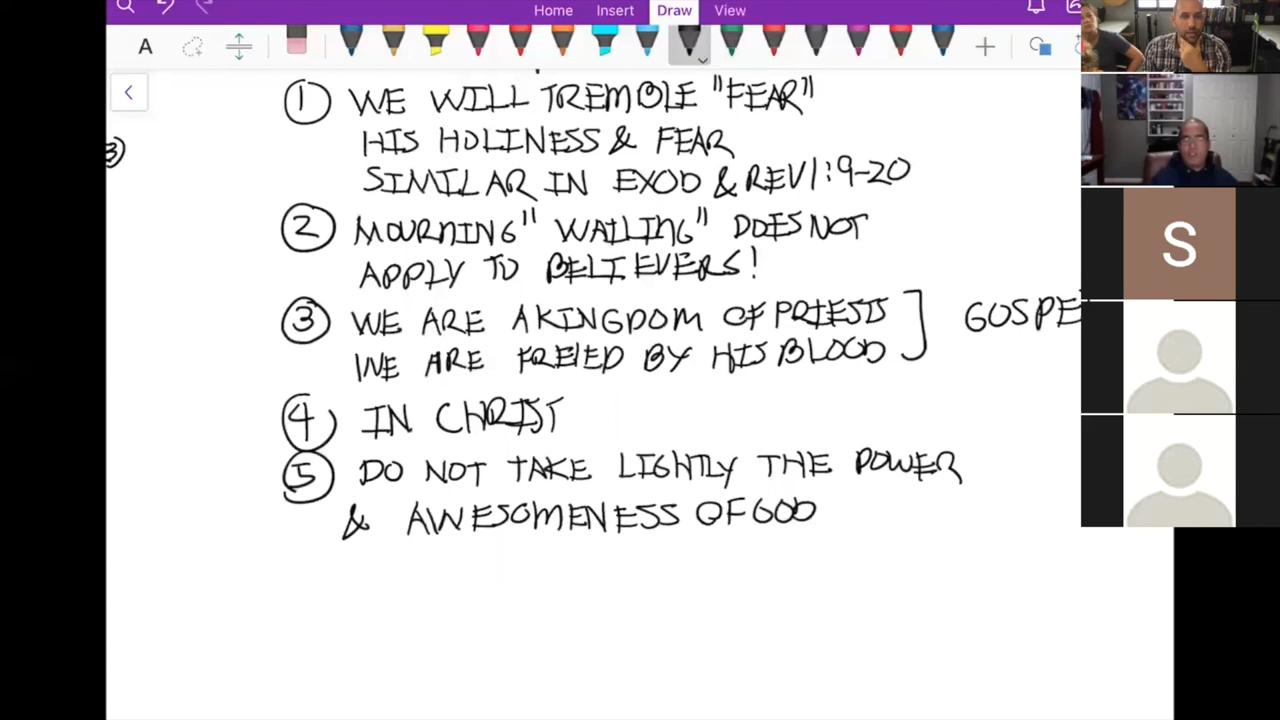 Home Insert Draw View
A
① WE WILL TREMBLE "FEAR"
HIS HOLINESS & FEAR
3)
SIMILAR IN EXOD & REV 1:9-20
② MOURNING" WAILING" DOES NOT
APPLY TO BELIEVERS!
③ WE ARE A KINGDOM OF PRIESTS ] GOSPE
WE ARE FREED BY HIS BLOOD
④ IN CHRIST
⑤ DO NOT TAKE LIGHTLY THE POWER
& AWESOMENESS OF GOD
S